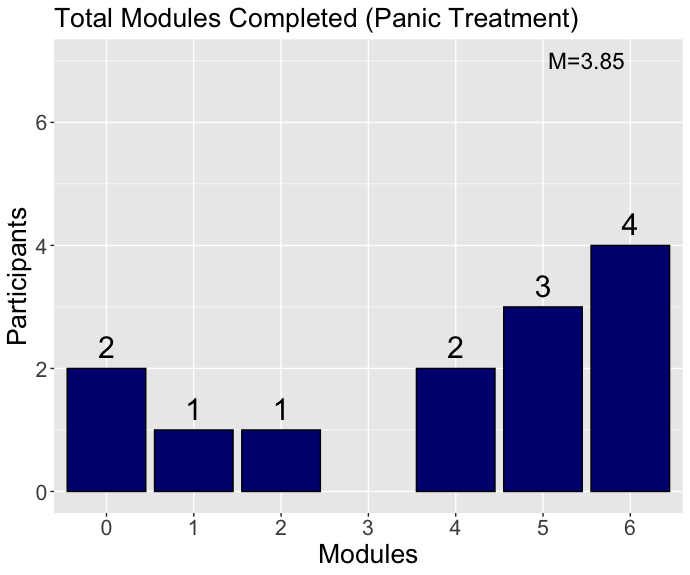 Total Modules Completed (Panic Treatment)
M=3.85
6
4
2
0
Participants
2
1
1
2
3
4
0 1 2 3 4 5 6
Modules